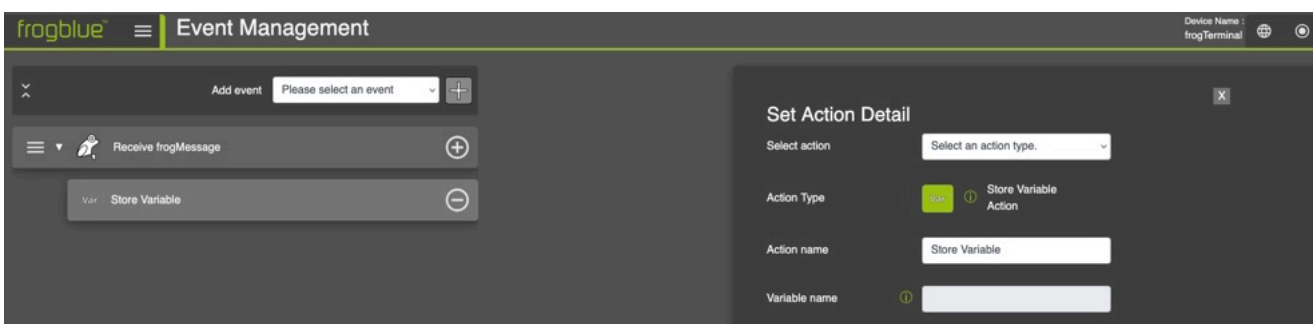 frogblue™
Event Management
Device Name :
frogTerminal
Add event
Please select an event
Receive frogMessage
Var Store Variable
X
Set Action Detail
Select action
Select an action type.
Action Type
Var
Store Variable
Action
Action name
Store Variable
Variable name